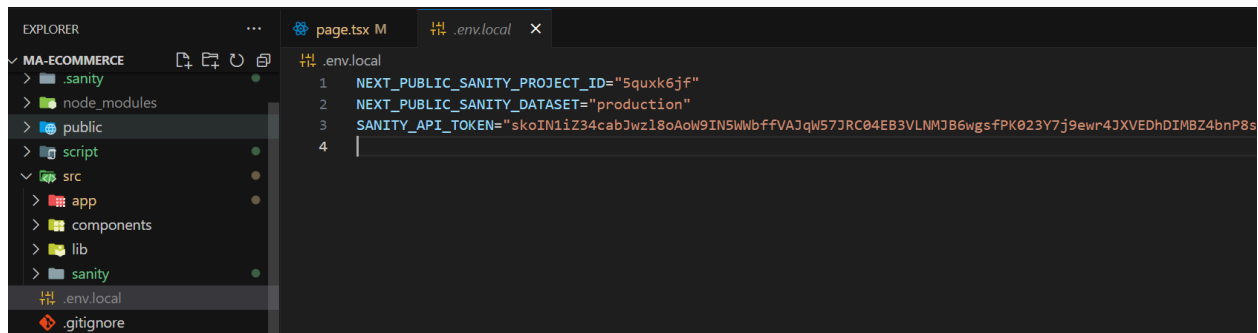 EXPLORER
MA-ECOMMERCE
.sanity
node_modules
public
script
src
app
components
lib
sanity
.env.local
.gitignore
page.tsx M
.env.local
.env.local
1 NEXT_PUBLIC_SANITY_PROJECT_ID="5quxk6jf"
2 NEXT_PUBLIC_SANITY_DATASET="production"
3 SANITY_API_TOKEN="skoIN1iZ34cabJwzl8oAoW9IN5WWbffVAJqW57JRC04EB3VLNMJB6wgsfPK023Y7j9ewr4JXVEDhDIMBZ4bnP8s
4